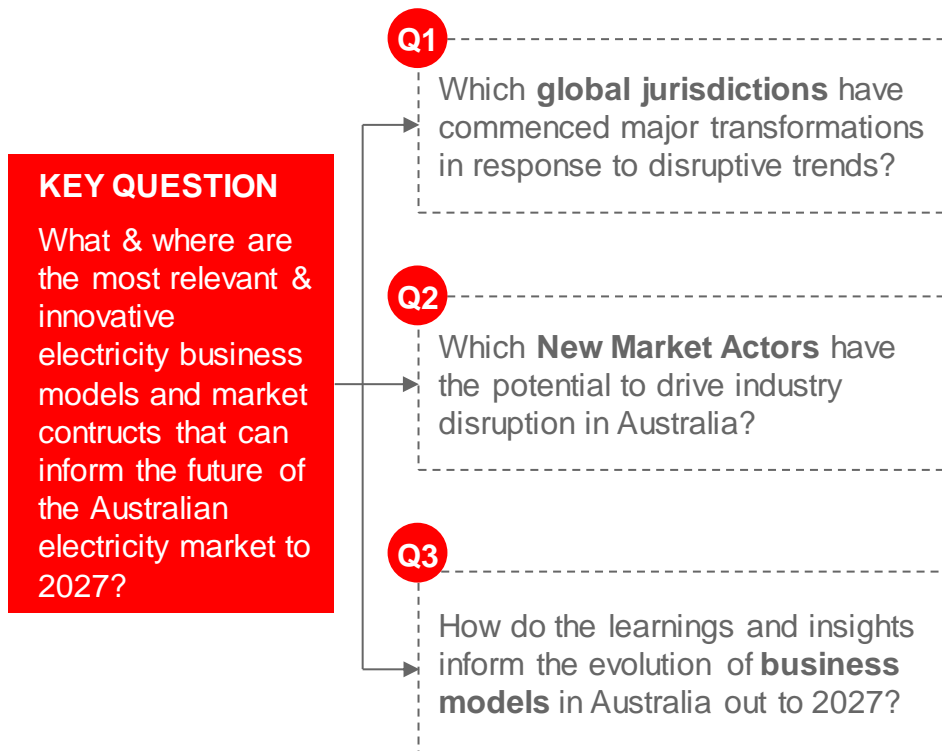 KEY QUESTION
What & where are
the most relevant &
innovative
electricity business
models and market
contructs that can
inform the future of
the Australian
electricity market to
2027?
Q1
Which global jurisdictions have
commenced major transformations
in response to disruptive trends?
Q2
Which New Market Actors have
the potential to drive industry
disruption in Australia?
Q3
How do the learnings and insights
inform the evolution of business
models in Australia out to 2027?